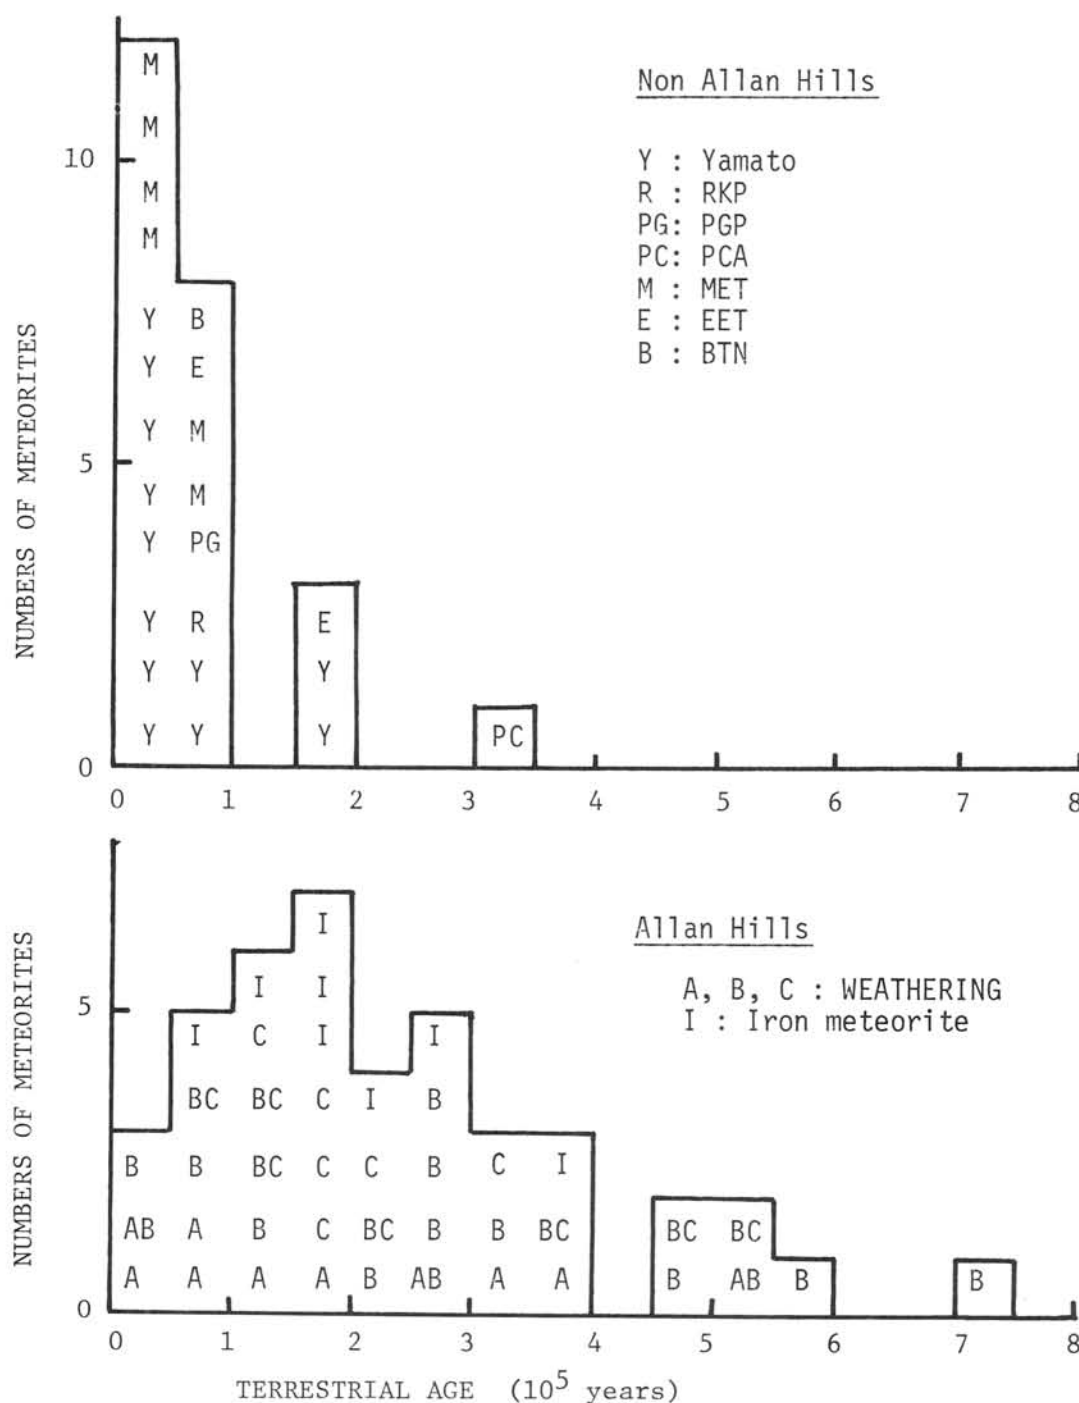 Non Allan Hills
Y : Yamato
R : RKP
PG: PGP
PC: PCA
M : MET
E : EET
B : BTN
NUMBERS OF METEORITES
10
5
0
M
M
M
M
Y B
Y E
Y M
Y M
Y PG
Y R E
Y Y Y
Y Y Y PC
0 1 2 3 4 5 6 7 8
Allan Hills
A, B, C : WEATHERING
I : Iron meteorite
NUMBERS OF METEORITES
5
0
I
I I
I C I I
BC BC C I B
B B BC C C B C I
AB A B C BC B B BC BC BC
A A A A B AB A A B AB B B
0 1 2 3 4 5 6 7 8
TERRESTRIAL AGE (10⁵ years)